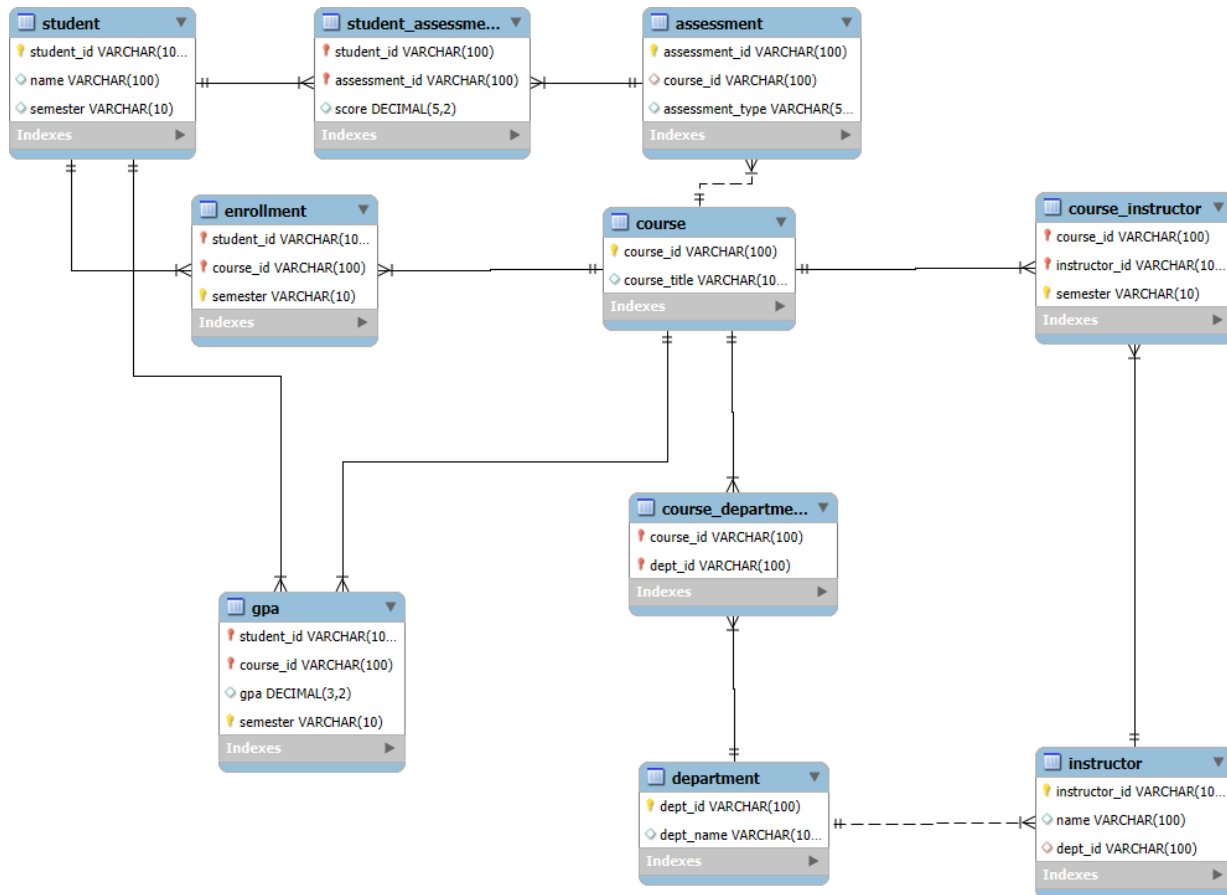 student
student_id VARCHAR(10...
name VARCHAR(100)
semester VARCHAR(10)
Indexes
student_assessme...
student_id VARCHAR(100)
assessment_id VARCHAR(100)
score DECIMAL(5,2)
Indexes
assessment
assessment_id VARCHAR(100)
course_id VARCHAR(100)
assessment_type VARCHAR(5...
Indexes
enrollment
student_id VARCHAR(10...
course_id VARCHAR(100)
semester VARCHAR(10)
Indexes
course
course_id VARCHAR(100)
course_title VARCHAR(10...
Indexes
course_instructor
course_id VARCHAR(100)
instructor_id VARCHAR(10...
semester VARCHAR(10)
Indexes
gpa
student_id VARCHAR(10...
course_id VARCHAR(100)
gpa DECIMAL(3,2)
semester VARCHAR(10)
Indexes
course_departme...
course_id VARCHAR(100)
dept_id VARCHAR(100)
Indexes
department
dept_id VARCHAR(100)
dept_name VARCHAR(10...
Indexes
instructor
instructor_id VARCHAR(10...
name VARCHAR(100)
dept_id VARCHAR(100)
Indexes